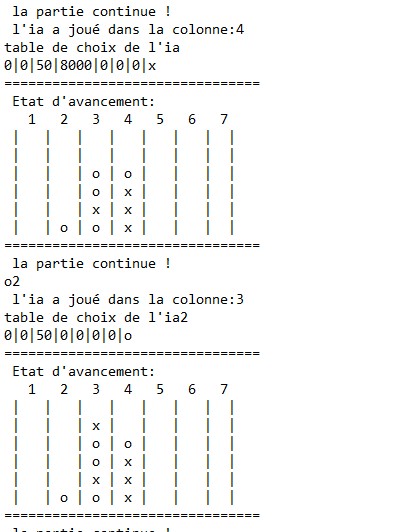 la partie continue !
l'ia a joué dans la colonne:4
table de choix de l'ia
0|0|50|8000|0|0|0|x
================================
Etat d'avancement:
1 2 3 4 5 6 7
| | | | | | | |
| | | | | | | |
| | | o | o | | | |
| | | o | x | | | |
| | | x | x | | | |
| | o | o | x | | | |
================================
la partie continue !
o2
l'ia a joué dans la colonne:3
table de choix de l'ia2
0|0|50|0|0|0|0|o
================================
Etat d'avancement:
1 2 3 4 5 6 7
| | | | | | | |
| | | x | | | | |
| | | o | o | | | |
| | | o | x | | | |
| | | x | x | | | |
| | o | o | x | | | |
================================